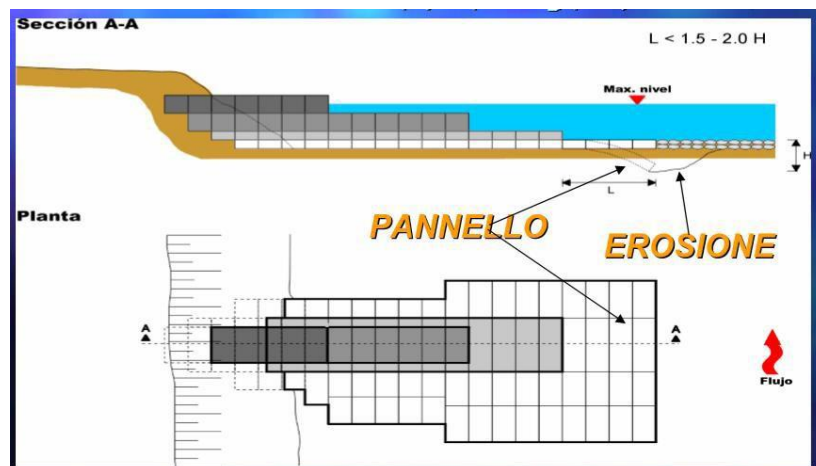 Sección A-A
L < 1.5 - 2.0 H
Max. nivel
H
L
Planta
PANNELLO
EROSIONE
A
A
Flujo